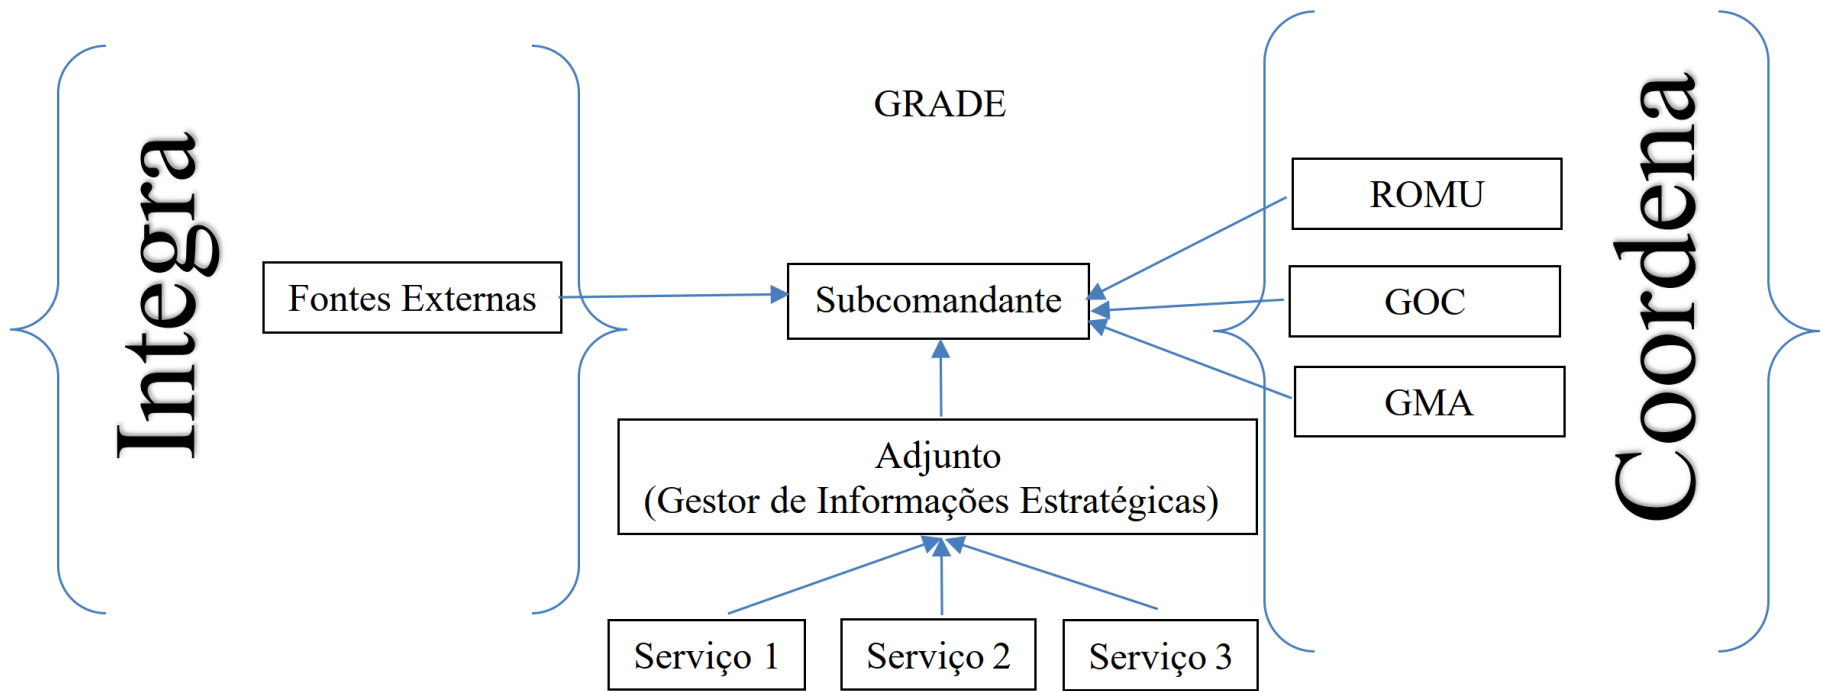 Integra
Fontes Externas
GRADE
Subcomandante
Adjunto
(Gestor de Informações Estratégicas)
Serviço 1
Serviço 2
Serviço 3
ROMU
GOC
GMA
Coordena